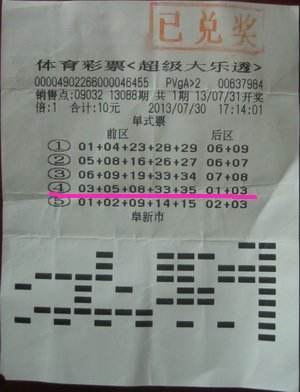 已兑奖
体育彩票<超级大乐透>
00004902266000046455 PVgA>2 00637984
销售点:09032 13088期 共1期 13/07/31开奖
倍:1 合计:10元 2013/07/30 17:14:01
单式票
前区 后区
① 01+04+23+28+29 06+09
② 05+08+16+26+27 06+07
③ 06+09+19+33+34 07+08
④ 03+05+08+33+35 01+03
⑤ 01+02+09+14+15 02+03
阜新市